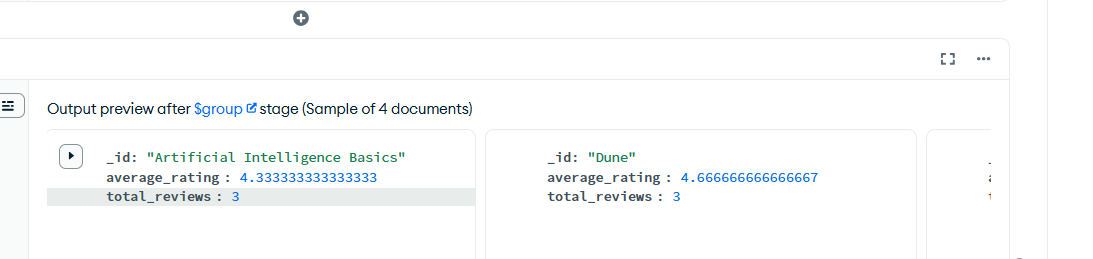 Output preview after $group stage (Sample of 4 documents)
_id: "Artificial Intelligence Basics"
average_rating : 4.333333333333333
total_reviews : 3
_id: "Dune"
average_rating : 4.666666666666667
total_reviews : 3